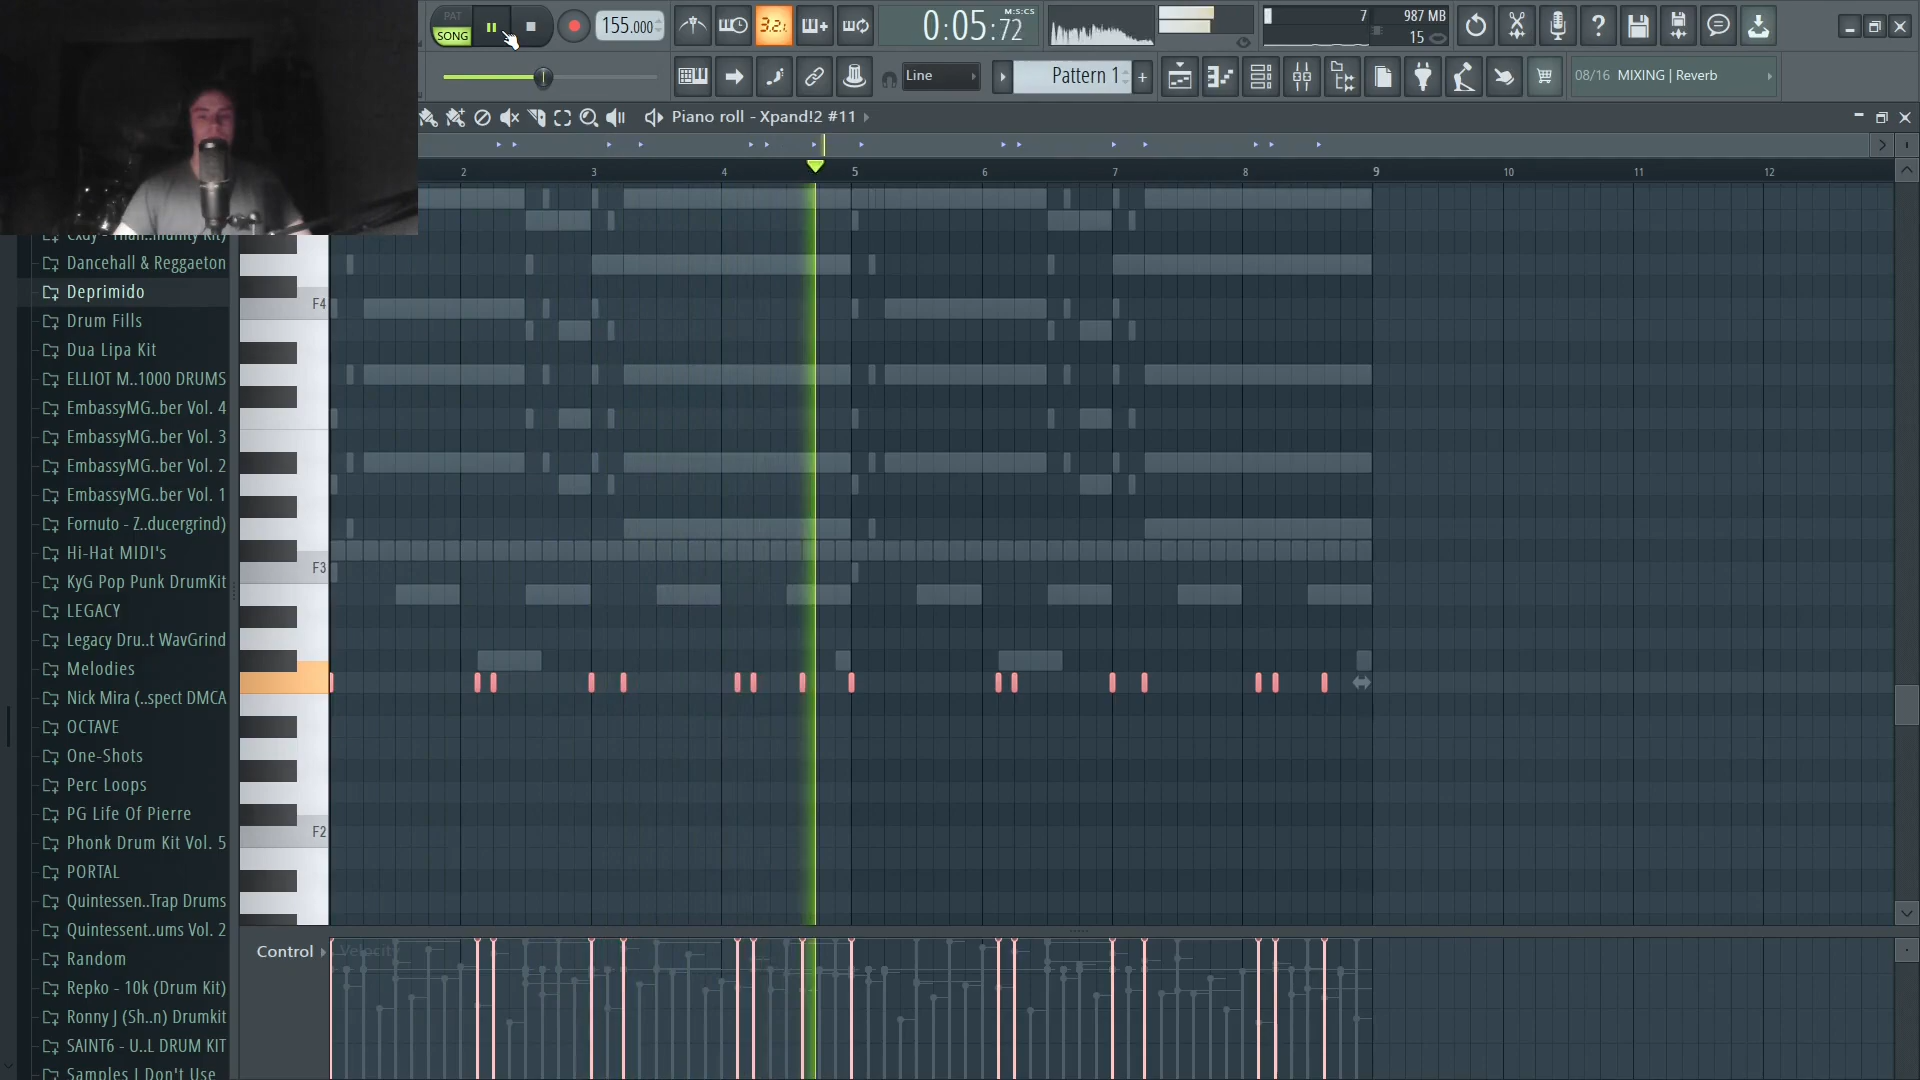 PAT
SONG
155.000
3.2.1
0:05:72
M:S:CS
7
987 MB
15
Line
Pattern 1
08/16 MIXING | Reverb
Piano roll - Xpand!2 #11
2 3 4 5 6 7 8 9 10 11 12
Dancehall & Reggaeton
Deprimido
Drum Fills
Dua Lipa Kit
ELLIOT M..1000 DRUMS
EmbassyMG..ber Vol. 4
EmbassyMG..ber Vol. 3
EmbassyMG..ber Vol. 2
EmbassyMG..ber Vol. 1
Fornuto - Z..ducergrind)
Hi-Hat MIDI's
KyG Pop Punk DrumKit
LEGACY
Legacy Dru..t WavGrind
Melodies
Nick Mira (..spect DMCA
OCTAVE
One-Shots
Perc Loops
PG Life Of Pierre
Phonk Drum Kit Vol. 5
PORTAL
Quintessen..Trap Drums
Quintessent..ums Vol. 2
Random
Repko - 10k (Drum Kit)
Ronny J (Sh..n) Drumkit
SAINT6 - U..L DRUM KIT
Samples I Don't Use
F4
F3
F2
Control
Velocity